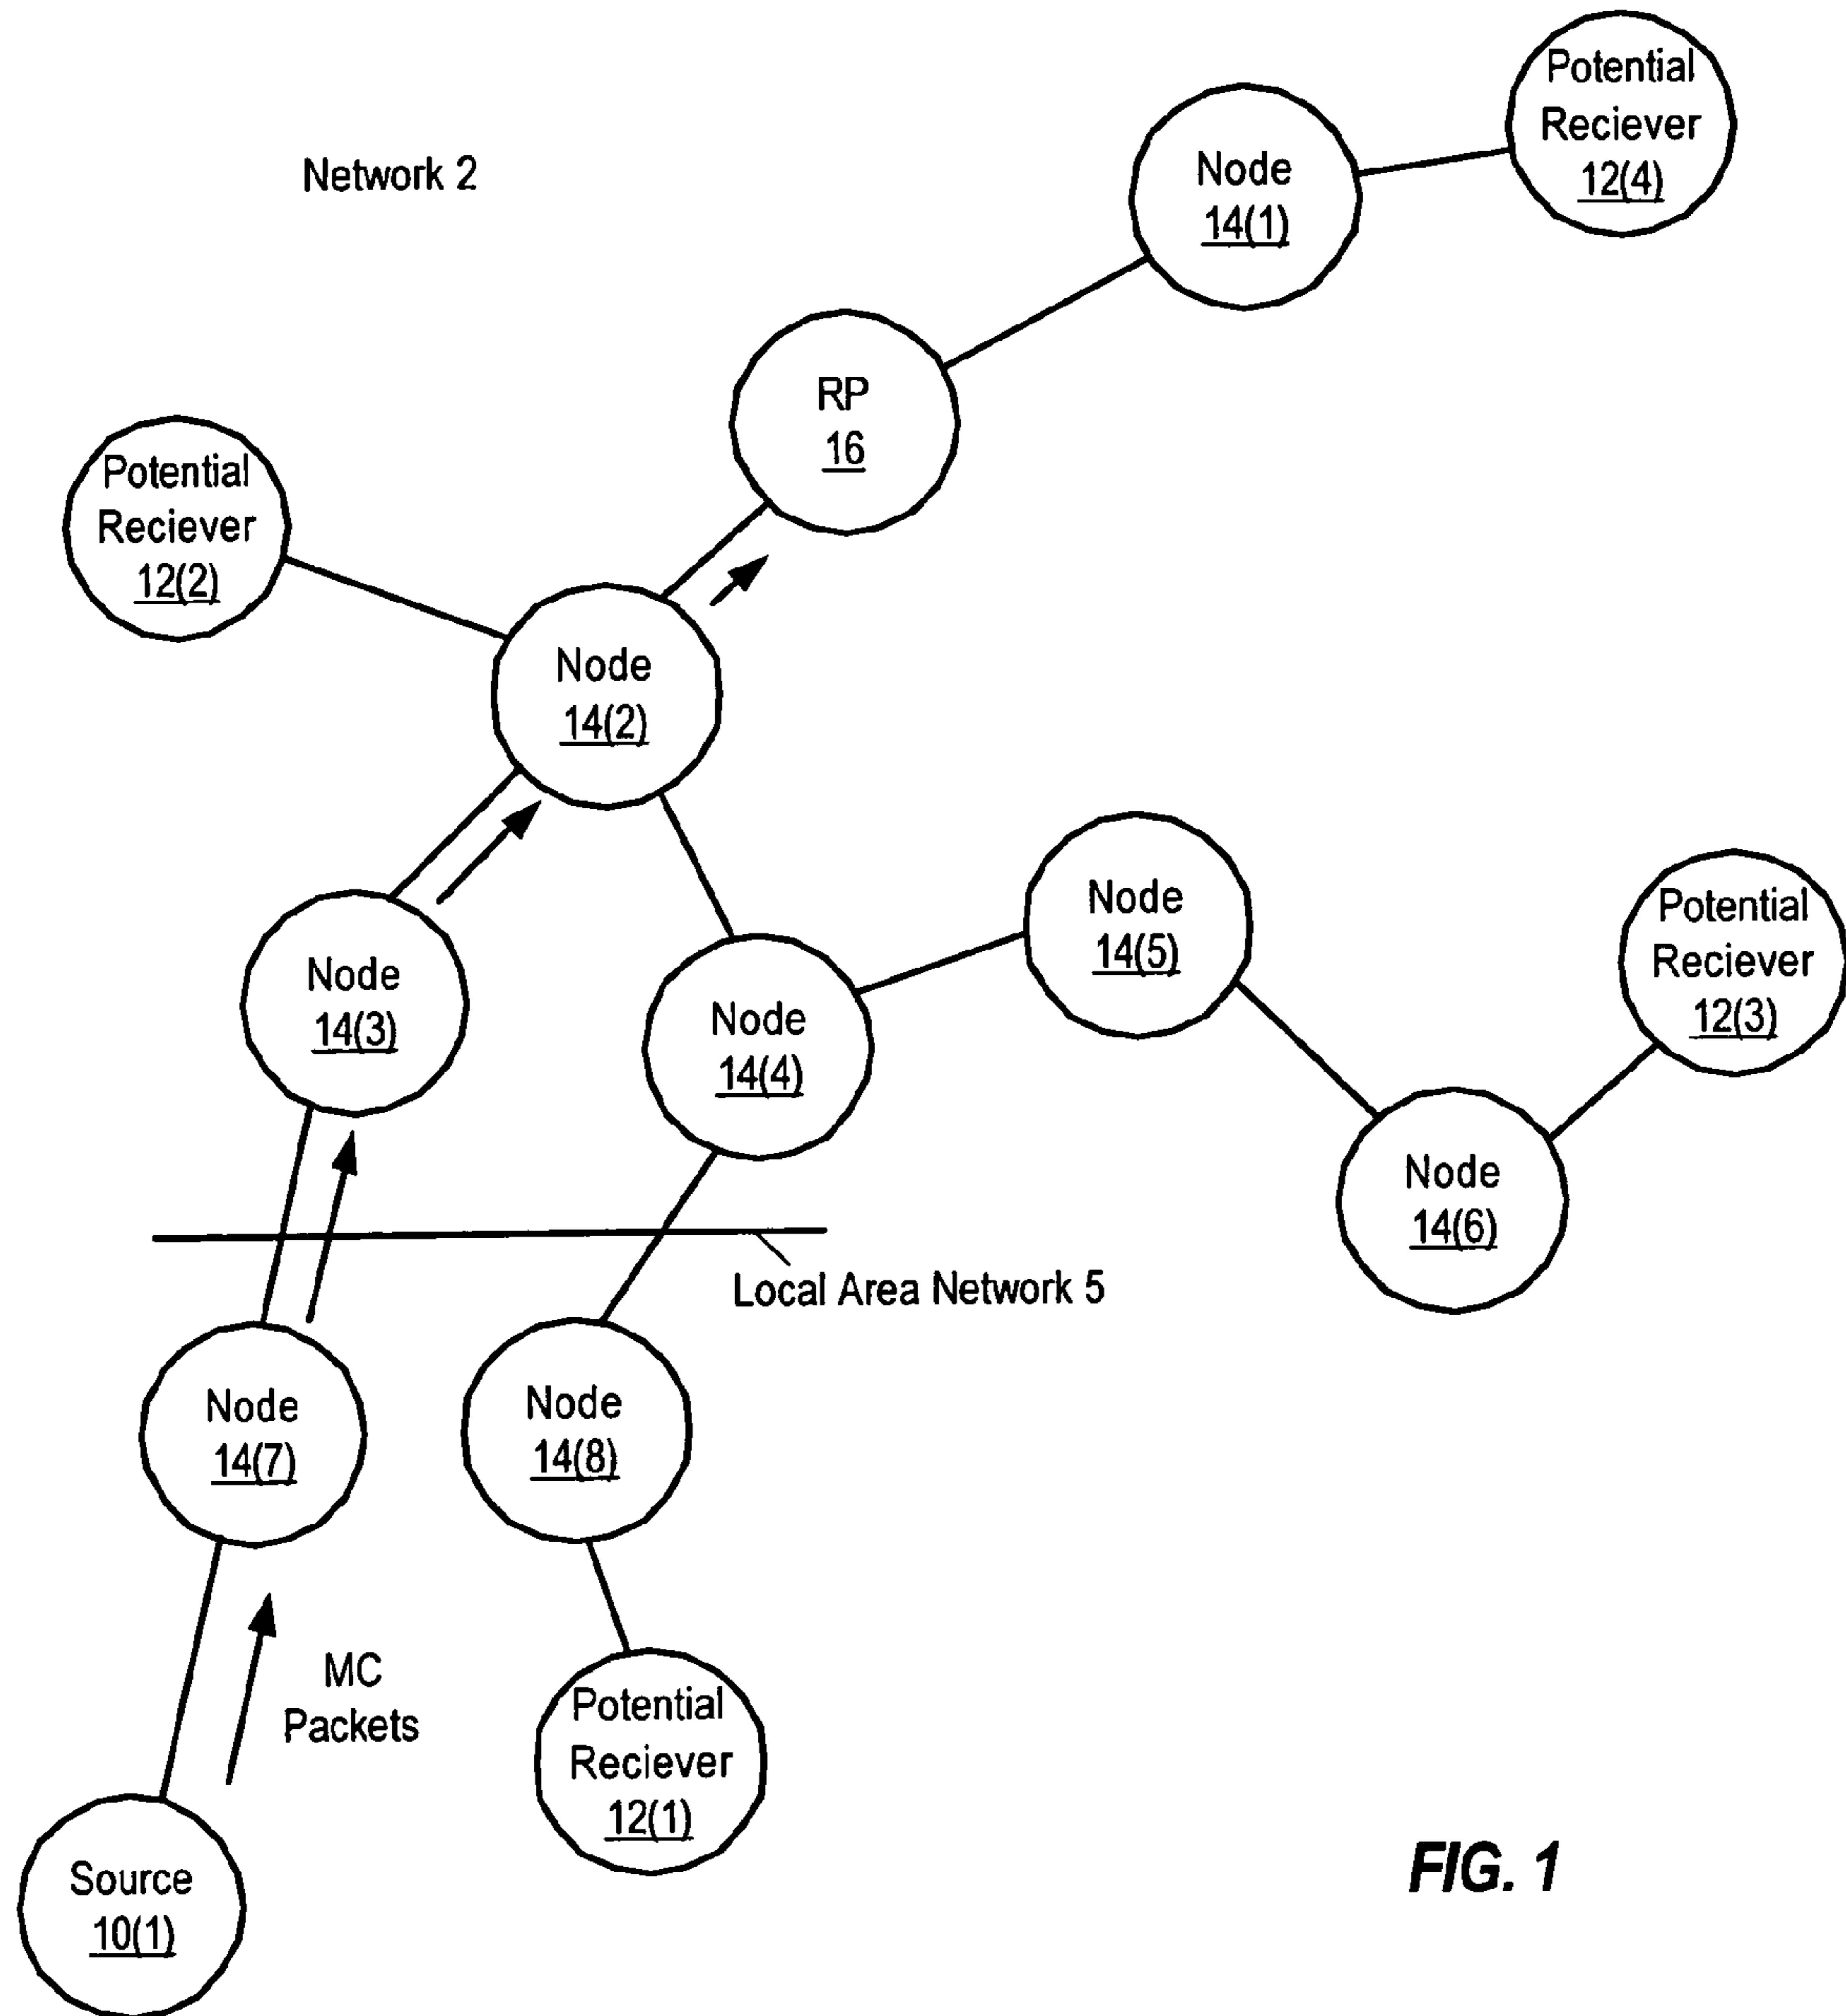 Potential
Reciever
12(4)
Node
14(1)
Network 2
RP
16
Potential
Reciever
12(2)
Node
14(2)
Node
14(5)
Potential
Reciever
12(3)
Node
14(3)
Node
14(4)
Node
14(6)
Local Area Network 5
Node
14(7)
Node
14(8)
MC
Packets
Potential
Reciever
12(1)
Source
10(1)
FIG. 1